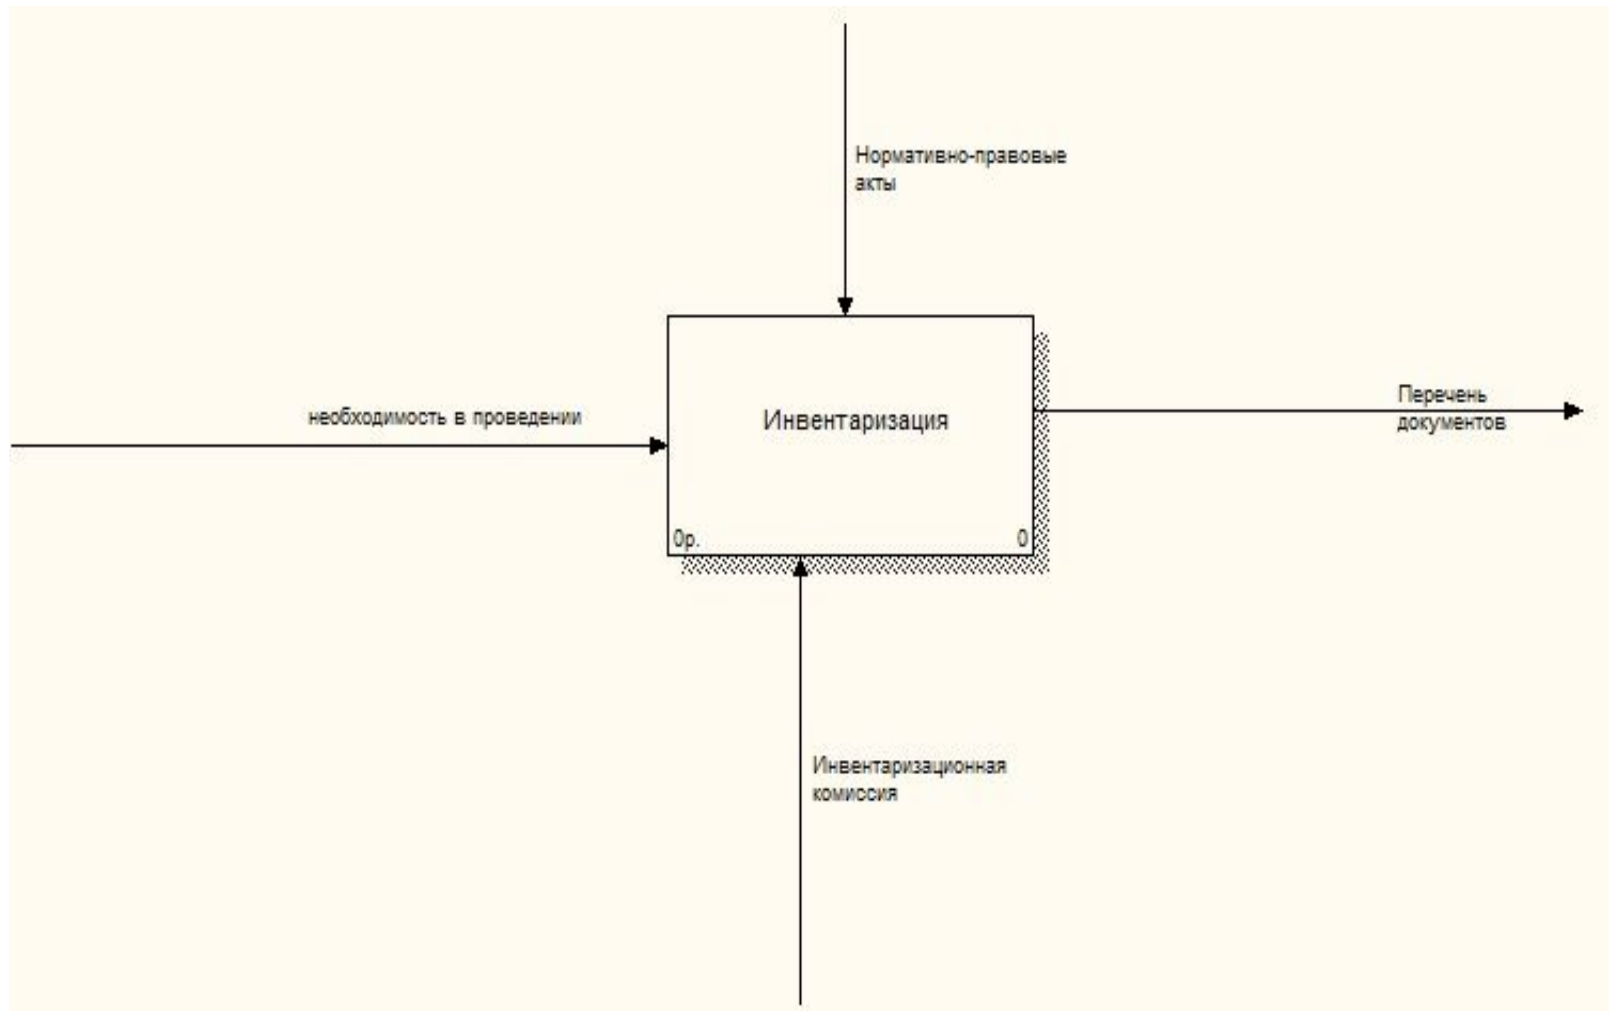 Нормативно-правовые
акты
необходимость в проведении
Инвентаризация
Перечень
документов
0р. 0
Инвентаризационная
комиссия